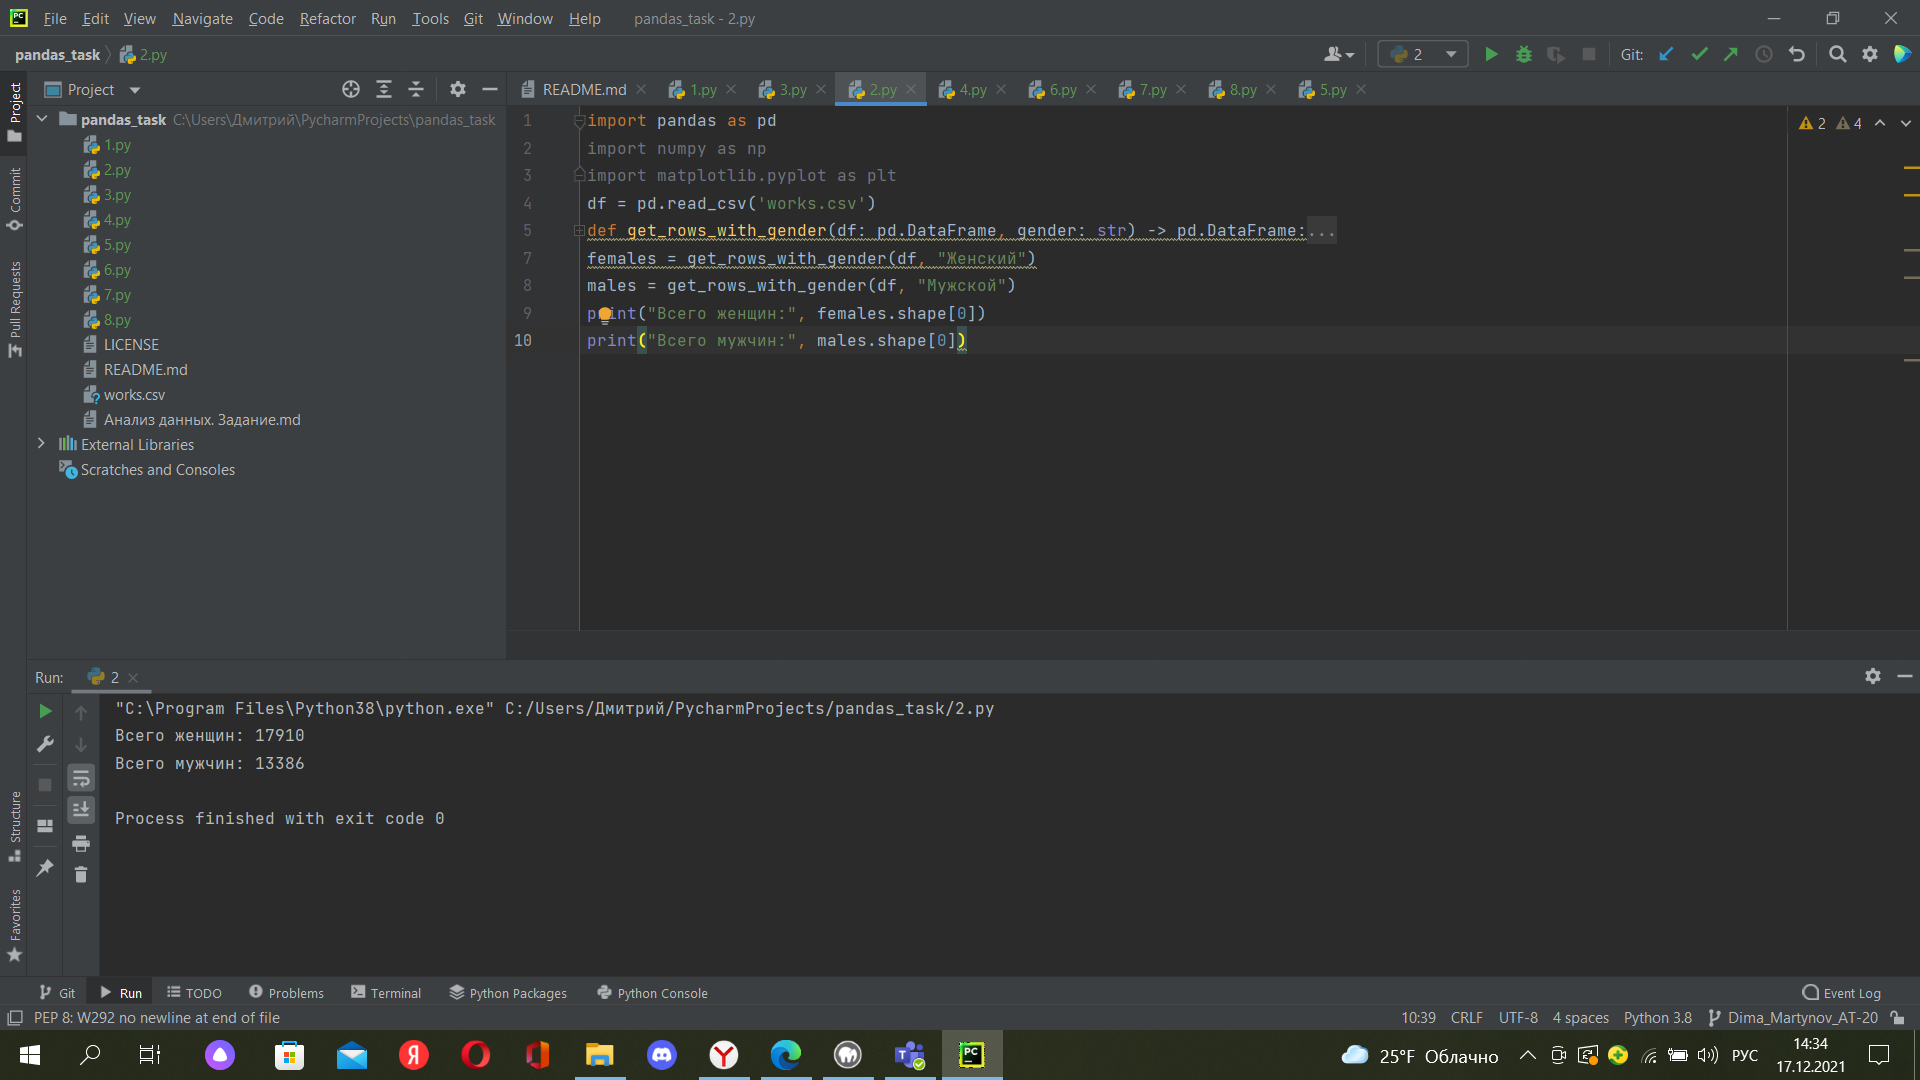 File Edit View Navigate Code Refactor Run Tools Git Window Help pandas_task - 2.py
pandas_task 2.py
2
Git:
Project
README.md 1.py 3.py 2.py 4.py 6.py 7.py 8.py 5.py
Project
Commit
Pull Requests
Structure
Favorites
pandas_task C:\Users\Дмитрий\PycharmProjects\pandas_task
1.py
2.py
3.py
4.py
5.py
6.py
7.py
8.py
LICENSE
README.md
works.csv
Анализ данных. Задание.md
External Libraries
Scratches and Consoles
1 import pandas as pd
2 import numpy as np
3 import matplotlib.pyplot as plt
4 df = pd.read_csv('works.csv')
5 def get_rows_with_gender(df: pd.DataFrame, gender: str) -> pd.DataFrame:...
7 females = get_rows_with_gender(df, "Женский")
8 males = get_rows_with_gender(df, "Мужской")
9 print("Всего женщин:", females.shape[0])
10 print("Всего мужчин:", males.shape[0])
2 4
Run: 2
"C:\Program Files\Python38\python.exe" C:/Users/Дмитрий/PycharmProjects/pandas_task/2.py
Всего женщин: 17910
Всего мужчин: 13386
Process finished with exit code 0
Git Run TODO Problems Terminal Python Packages Python Console Event Log
PEP 8: W292 no newline at end of file 10:39 CRLF UTF-8 4 spaces Python 3.8 Dima_Martynov_AT-20
25°F Облачно РУС
14:34
17.12.2021